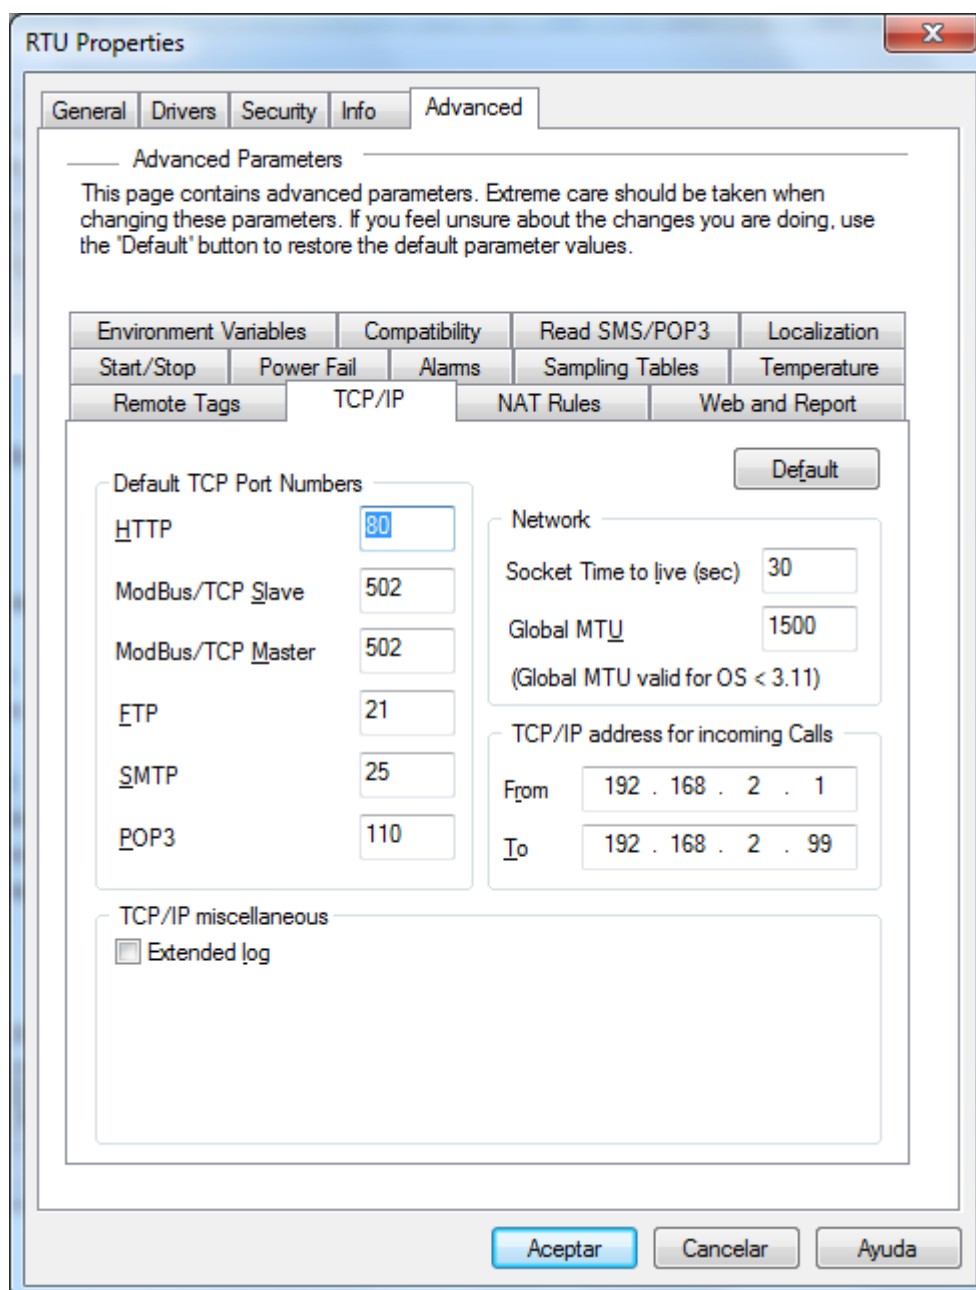 RTU Properties
General Drivers Security Info Advanced
Advanced Parameters
This page contains advanced parameters. Extreme care should be taken when
changing these parameters. If you feel unsure about the changes you are doing, use
the 'Default' button to restore the default parameter values.
Environment Variables Compatibility Read SMS/POP3 Localization
Start/Stop Power Fail Alarms Sampling Tables Temperature
Remote Tags TCP/IP NAT Rules Web and Report
Default
Default TCP Port Numbers
HTTP 80
ModBus/TCP Slave 502
ModBus/TCP Master 502
FTP 21
SMTP 25
POP3 110
Network
Socket Time to live (sec) 30
Global MTU 1500
(Global MTU valid for OS < 3.11)
TCP/IP address for incoming Calls
From 192 . 168 . 2 . 1
To 192 . 168 . 2 . 99
TCP/IP miscellaneous
Extended log
Aceptar Cancelar Ayuda